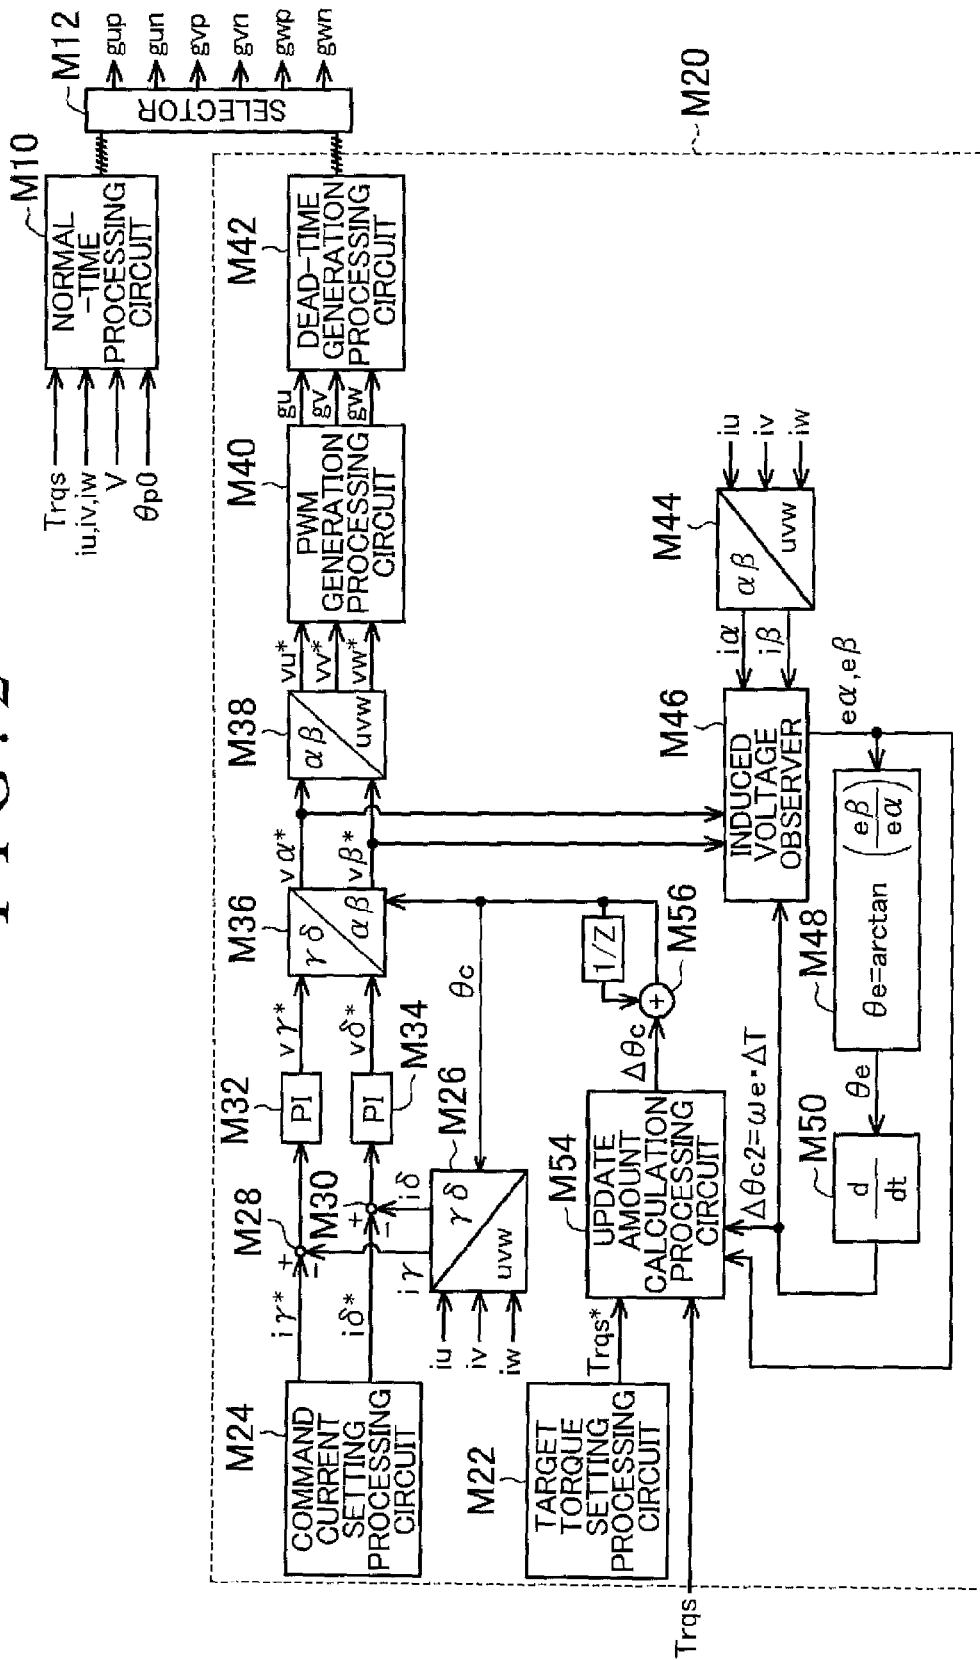 FIG. 2
M10
NORMAL
-TIME
PROCESSING
CIRCUIT
Trqs
iu,iv,iw
V
θp0
M12
SELECTOR
gup
gun
gvp
gvn
gwp
gwn
M20
M24
COMMAND
CURRENT
SETTING
PROCESSING
CIRCUIT
iγ*
iδ*
M28
+
−
M30
+
−
iγ
iδ
M32
PI
M34
PI
vγ*
vδ*
M36
γδ
αβ
vα*
vβ*
M38
αβ
uvw
vu*
vv*
vw*
M40
PWM
GENERATION
PROCESSING
CIRCUIT
gu
gv
gw
M42
DEAD-TIME
GENERATION
PROCESSING
CIRCUIT
M26
γδ
uvw
iu
iv
iw
θc
M22
TARGET
TORQUE
SETTING
PROCESSING
CIRCUIT
Trqs*
Trqs
M54
UPDATE
AMOUNT
CALCULATION
PROCESSING
CIRCUIT
Δθc
M56
+
1/Z
M46
INDUCED
VOLTAGE
OBSERVER
M44
αβ
uvw
iα
iβ
iu
iv
iw
eα,eβ
M48
θe=arctan(eβ/eα)
θe
M50
d
dt
Δθc2=ωe·ΔT